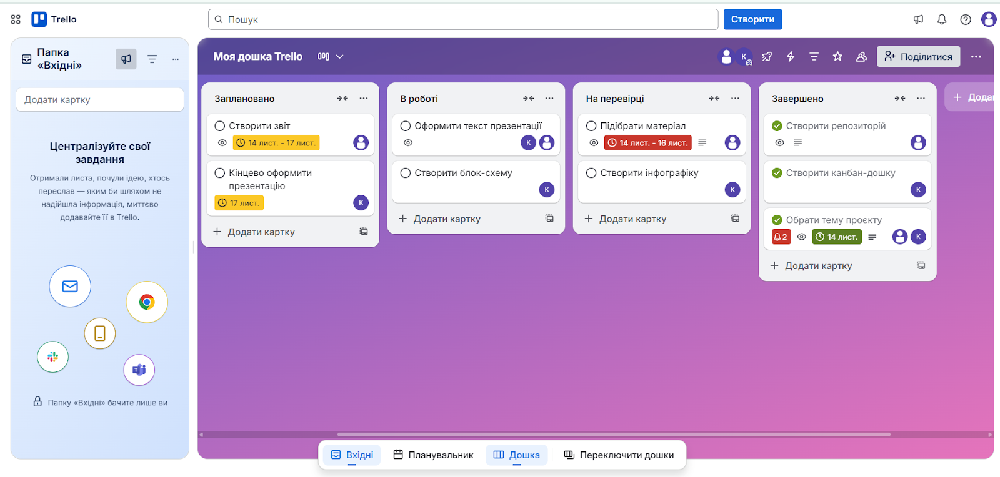 Trello
Пошук
Створити
Папка
«Вхідні»
Додати картку
Централізуйте свої
завдання
Отримали листа, почули ідею, хтось
переслав — яким би шляхом не
надійшла інформація, миттєво
додавайте її в Trello.
Папку «Вхідні» бачите лише ви
Моя дошка Trello
K
Поділитися
Заплановано
Створити звіт
14 лист. - 17 лист.
Кінцево оформити
презентацію
17 лист.
K
Додати картку
В роботі
Оформити текст презентації
K
Створити блок-схему
K
Додати картку
На перевірці
Підібрати матеріал
14 лист. - 16 лист.
Створити інфографіку
K
Додати картку
Завершено
Створити репозиторій
Створити канбан-дошку
K
Обрати тему проєкту
2
14 лист.
K
Додати картку
Дода
Вхідні
Планувальник
Дошка
Переключити дошки